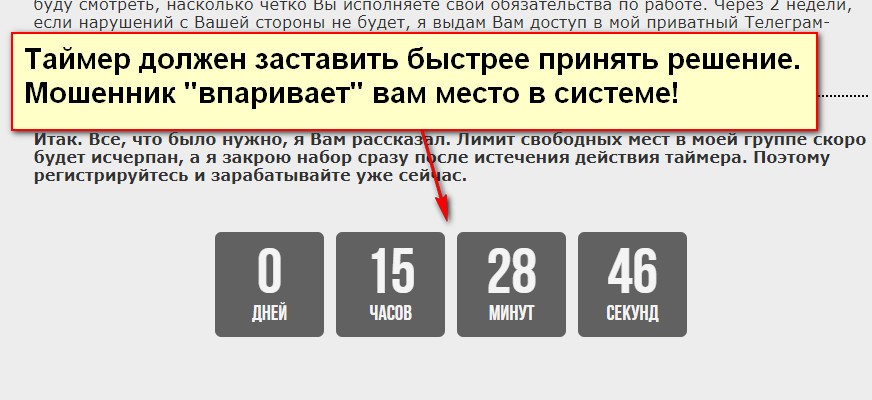 буду смотреть, насколько четко Вы исполняете свои обязательства по работе. Через 2 недели,
если нарушений с Вашей стороны не будет, я выдам Вам доступ в мой приватный Телеграм-
Таймер должен заставить быстрее принять решение.
Мошенник "впаривает" вам место в системе!
Итак. Все, что было нужно, я Вам рассказал. Лимит свободных мест в моей группе скоро
будет исчерпан, а я закрою набор сразу после истечения действия таймера. Поэтому
регистрируйтесь и зарабатывайте уже сейчас.
0 15 28 46
ДНЕЙ ЧАСОВ МИНУТ СЕКУНД